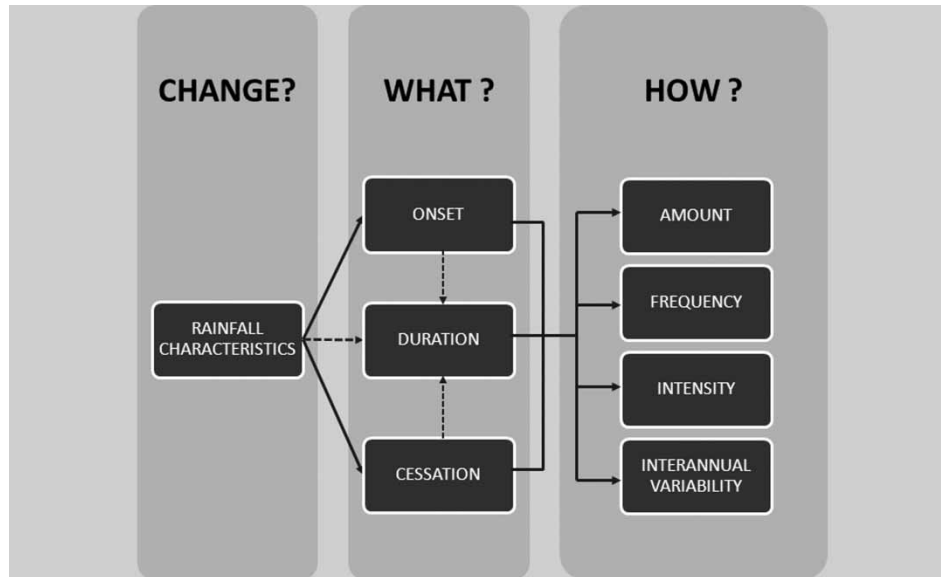 CHANGE?
WHAT ?
HOW ?
RAINFALL
CHARACTERISTICS
ONSET
DURATION
CESSATION
AMOUNT
FREQUENCY
INTENSITY
INTERANNUAL
VARIABILITY